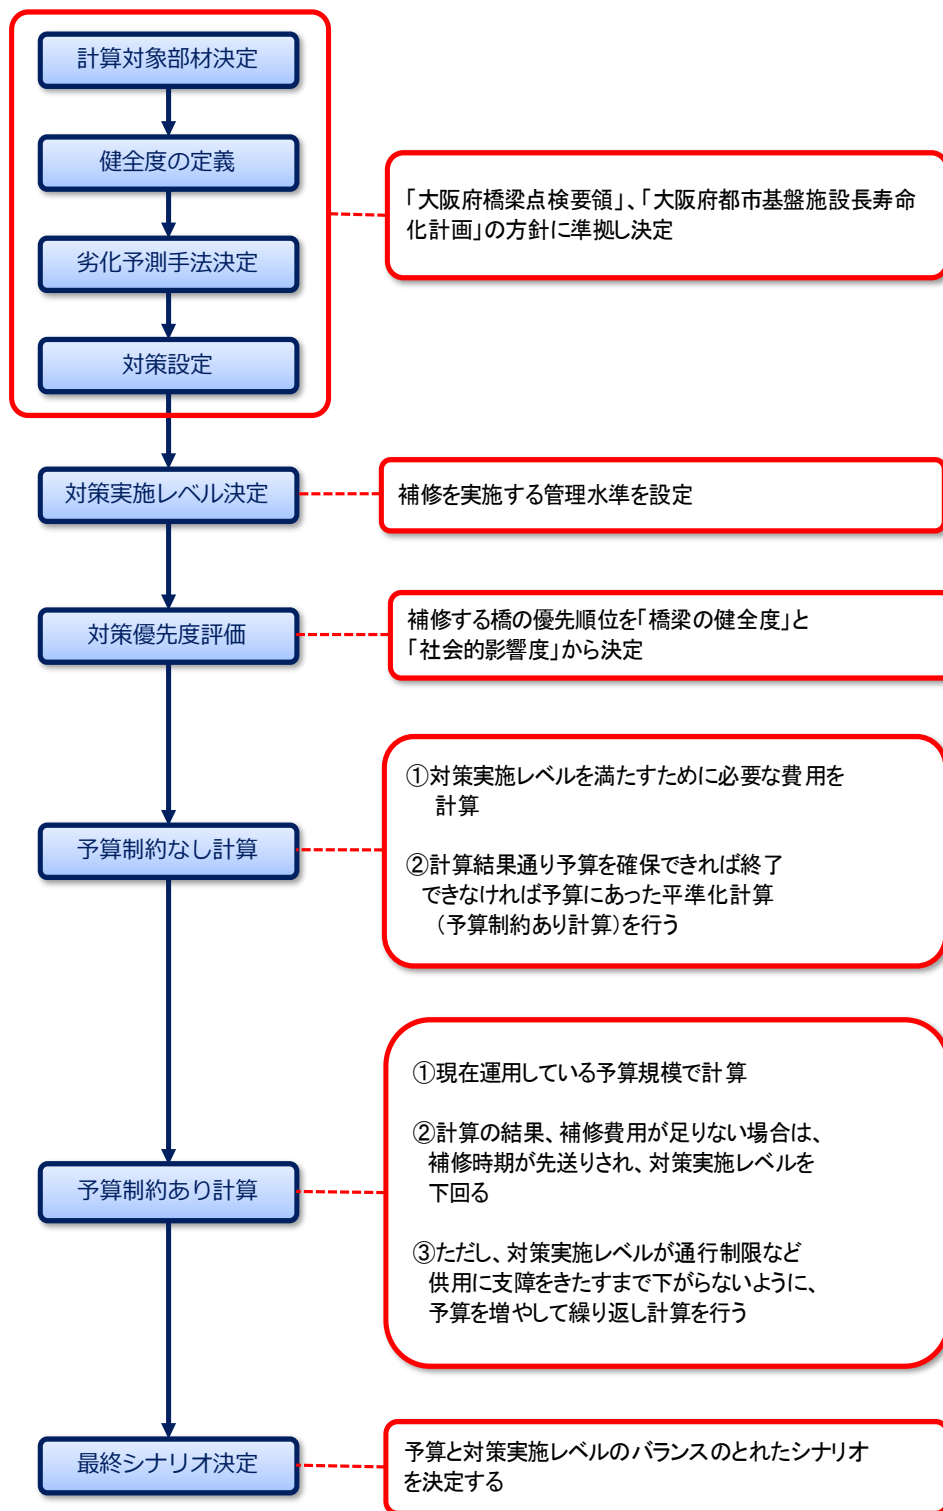 計算対象部材決定
健全度の定義
劣化予測手法決定
対策設定
「大阪府橋梁点検要領」、「大阪府都市基盤施設長寿命
化計画」の方針に準拠し決定
対策実施レベル決定
補修を実施する管理水準を設定
対策優先度評価
補修する橋の優先順位を「橋梁の健全度」と
「社会的影響度」から決定
予算制約なし計算
①対策実施レベルを満たすために必要な費用を
計算
②計算結果通り予算を確保できれば終了
できなければ予算にあった平準化計算
（予算制約あり計算）を行う
予算制約あり計算
①現在運用している予算規模で計算
②計算の結果、補修費用が足りない場合は、
補修時期が先送りされ、対策実施レベルを
下回る
③ただし、対策実施レベルが通行制限など
供用に支障をきたすまで下がらないように、
予算を増やして繰り返し計算を行う
最終シナリオ決定
予算と対策実施レベルのバランスのとれたシナリオ
を決定する